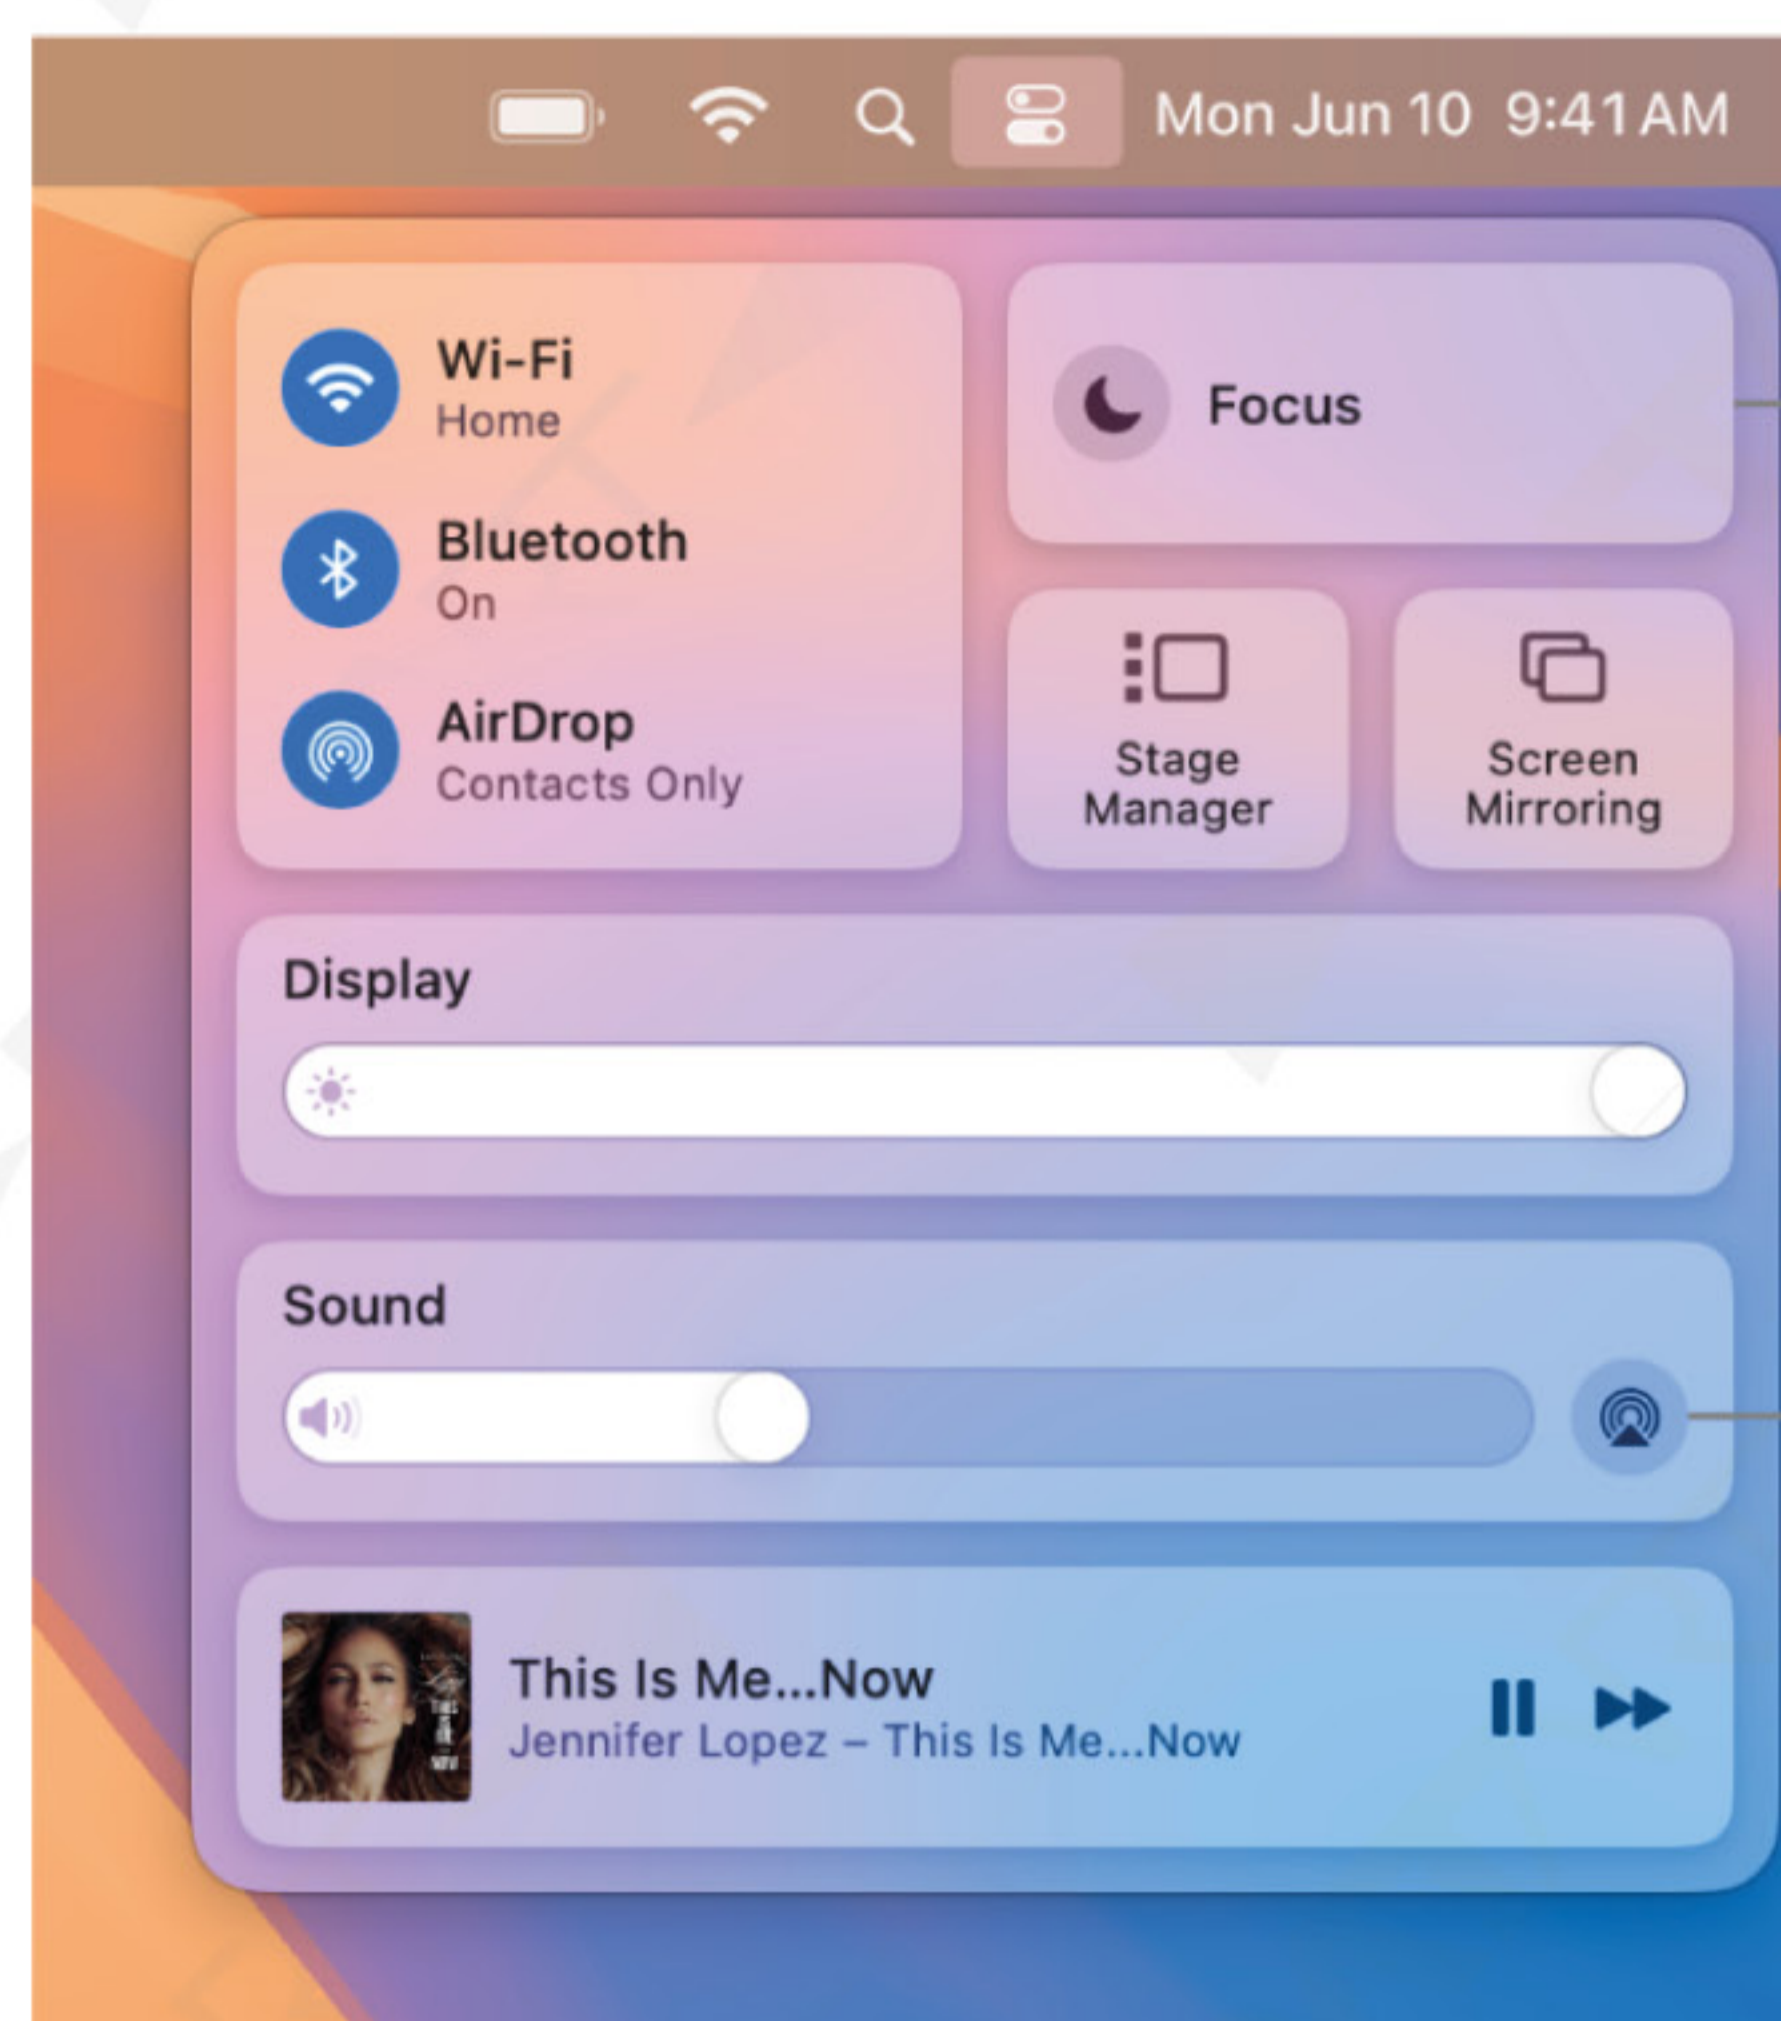 Mon Jun 10 9:41 AM
Wi-Fi
Home
Bluetooth
On
AirDrop
Contacts Only
Focus
Stage
Manager
Screen
Mirroring
Display
Sound
This Is Me...Now
Jennifer Lopez – This Is Me...Now